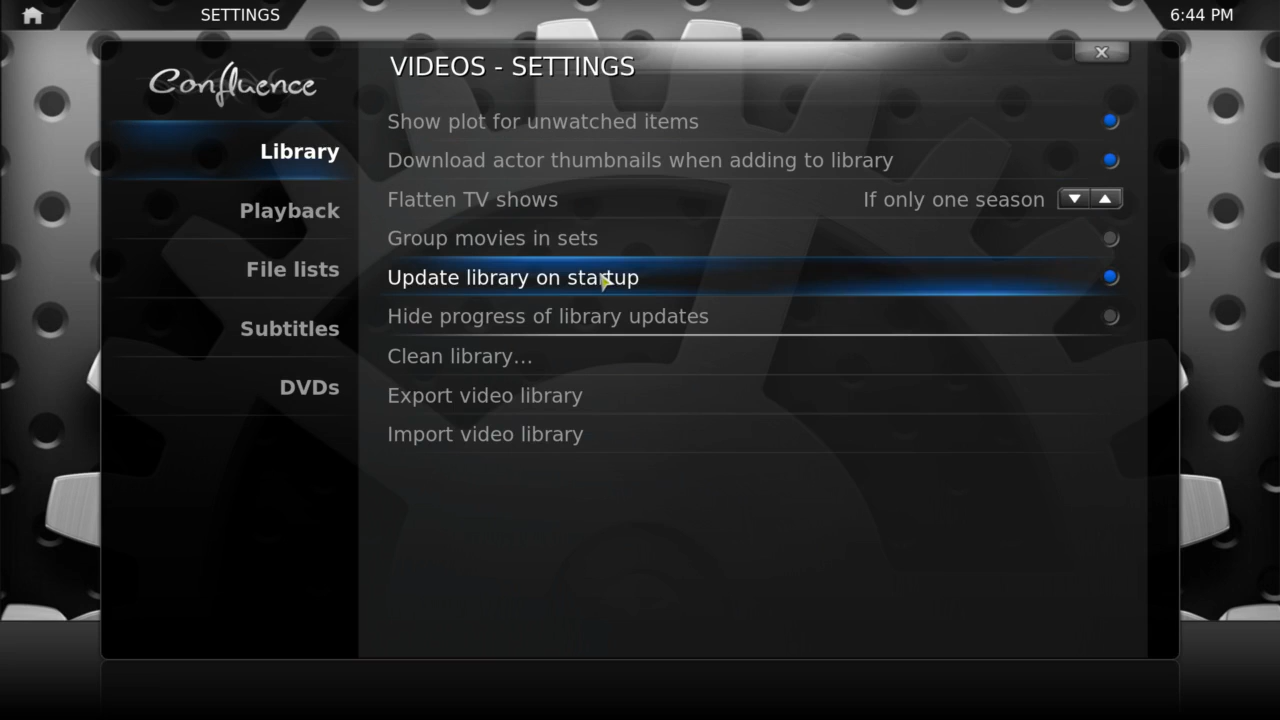 SETTINGS
6:44 PM
Confluence
VIDEOS - SETTINGS
Library
Playback
File lists
Subtitles
DVDs
Show plot for unwatched items
Download actor thumbnails when adding to library
Flatten TV shows If only one season
Group movies in sets
Update library on startup
Hide progress of library updates
Clean library...
Export video library
Import video library